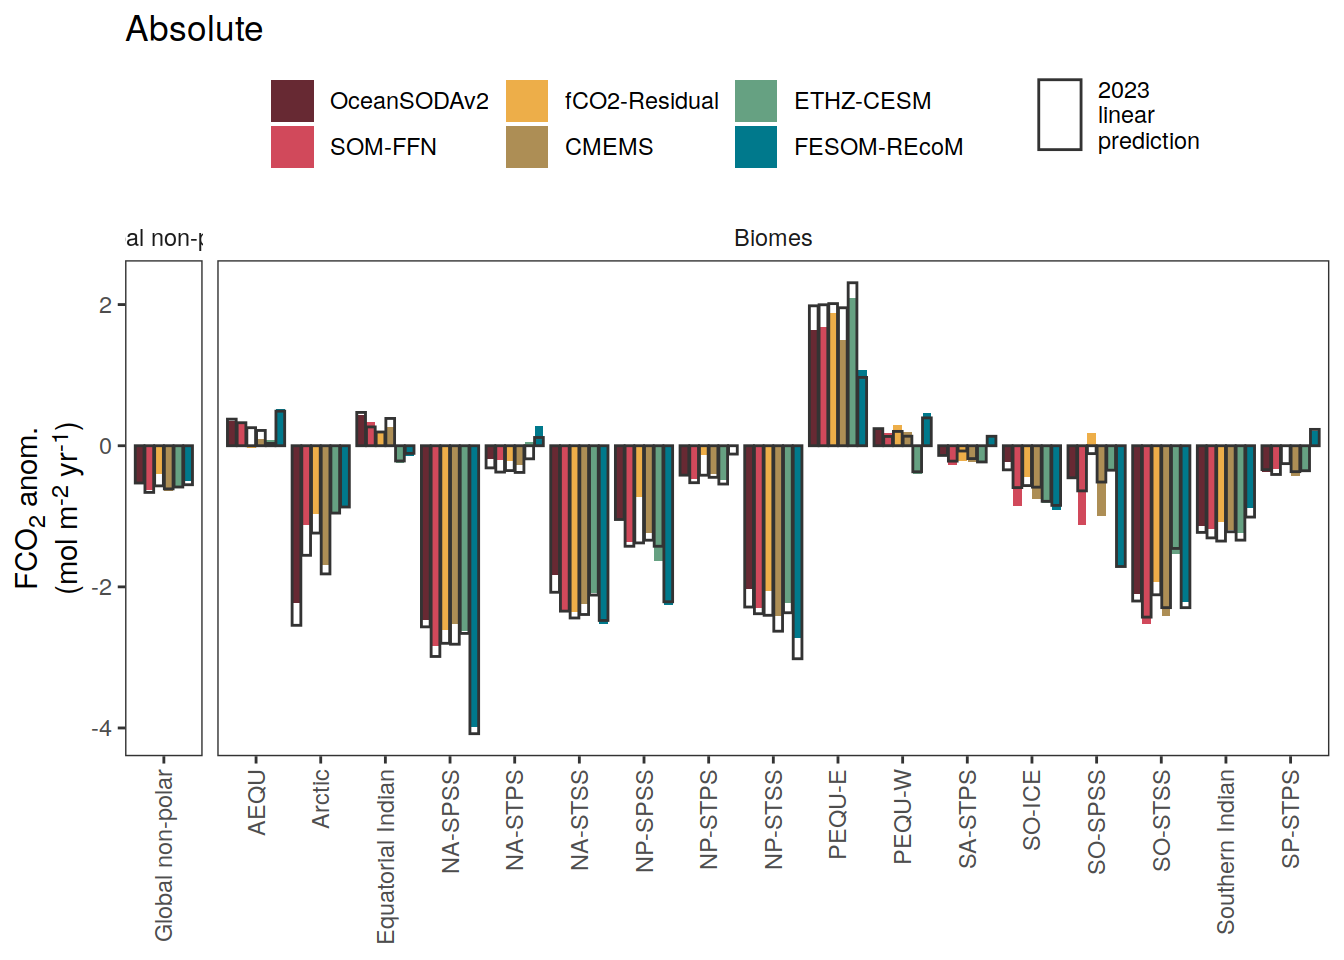 Absolute
OceanSODAv2
fCO2-Residual
ETHZ-CESM
SOM-FFN
CMEMS
FESOM-REcoM
2023
linear
prediction
al non-p
Biomes
2
0
-2
-4
FCO2 anom.
(mol m-2 yr-1)
Global non-polar
AEQU
Arctic
Equatorial Indian
NA-SPSS
NA-STPS
NA-STSS
NP-SPSS
NP-STPS
NP-STSS
PEQU-E
PEQU-W
SA-STPS
SO-ICE
SO-SPSS
SO-STSS
Southern Indian
SP-STPS